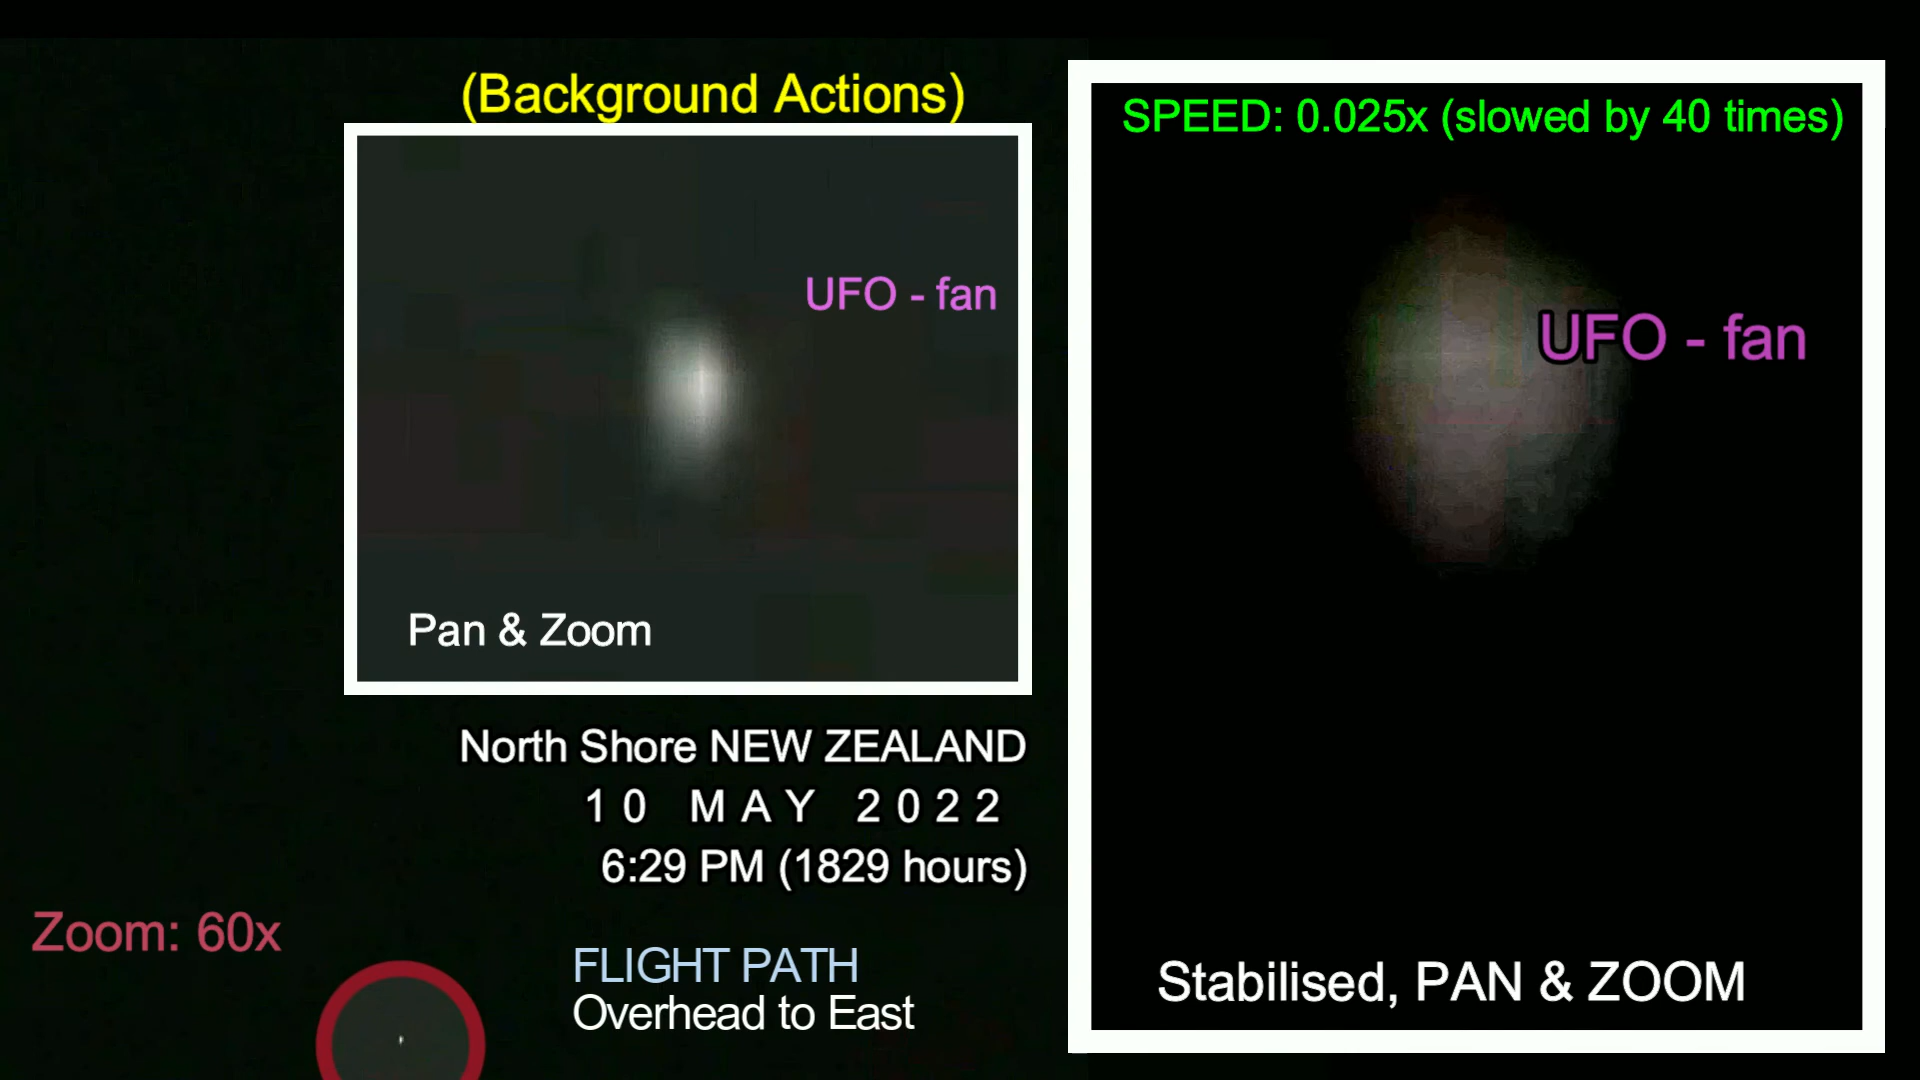 (Background Actions)
UFO - fan
Pan & Zoom
North Shore NEW ZEALAND
10 MAY 2022
6:29 PM (1829 hours)
Zoom: 60x
FLIGHT PATH
Overhead to East
SPEED: 0.025x (slowed by 40 times)
UFO - fan
Stabilised, PAN & ZOOM